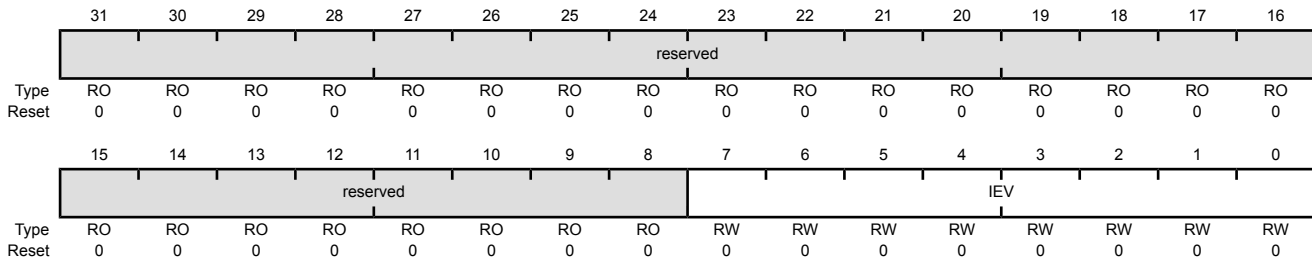 31 30 29 28 27 26 25 24 23 22 21 20 19 18 17 16
reserved
Type RO RO RO RO RO RO RO RO RO RO RO RO RO RO RO RO
Reset 0 0 0 0 0 0 0 0 0 0 0 0 0 0 0 0
15 14 13 12 11 10 9 8 7 6 5 4 3 2 1 0
reserved IEV
Type RO RO RO RO RO RO RO RO RW RW RW RW RW RW RW RW
Reset 0 0 0 0 0 0 0 0 0 0 0 0 0 0 0 0